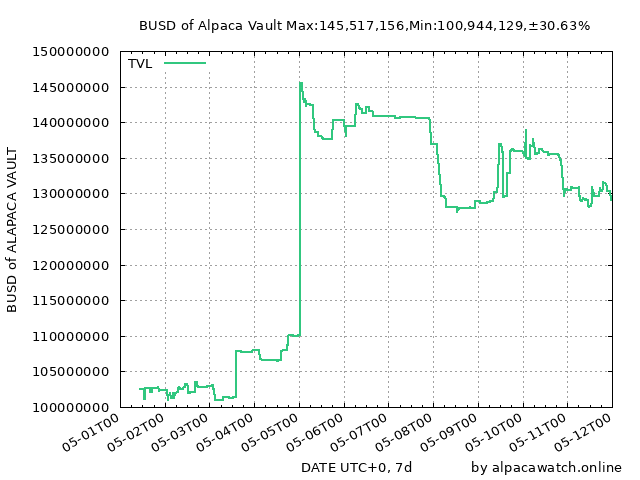 BUSD of Alpaca Vault Max:145,517,156,Min:100,944,129,±30.63%
BUSD of ALAPACA VAULT
TVL
150000000
145000000
140000000
135000000
130000000
125000000
120000000
115000000
110000000
105000000
100000000
05-01T00
05-02T00
05-03T00
05-04T00
05-05T00
05-06T00
05-07T00
05-08T00
05-09T00
05-10T00
05-11T00
05-12T00
DATE UTC+0, 7d
by alpacawatch.online